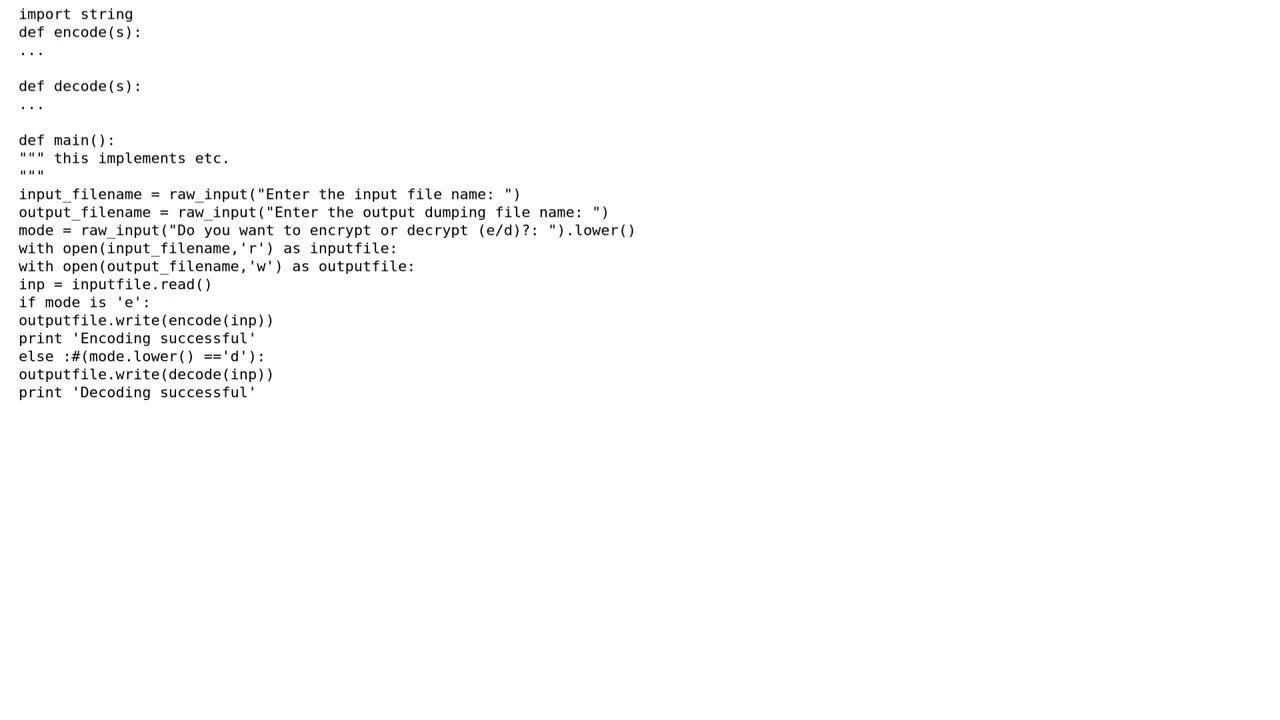 import string
def encode(s):
...
def decode(s):
...
def main():
""" this implements etc.
"""
input_filename = raw_input("Enter the input file name: ")
output_filename = raw_input("Enter the output dumping file name: ")
mode = raw_input("Do you want to encrypt or decrypt (e/d)?: ").lower()
with open(input_filename,'r') as inputfile:
with open(output_filename,'w') as outputfile:
inp = inputfile.read()
if mode is 'e':
outputfile.write(encode(inp))
print 'Encoding successful'
else :#(mode.lower() =='d'):
outputfile.write(decode(inp))
print 'Decoding successful'